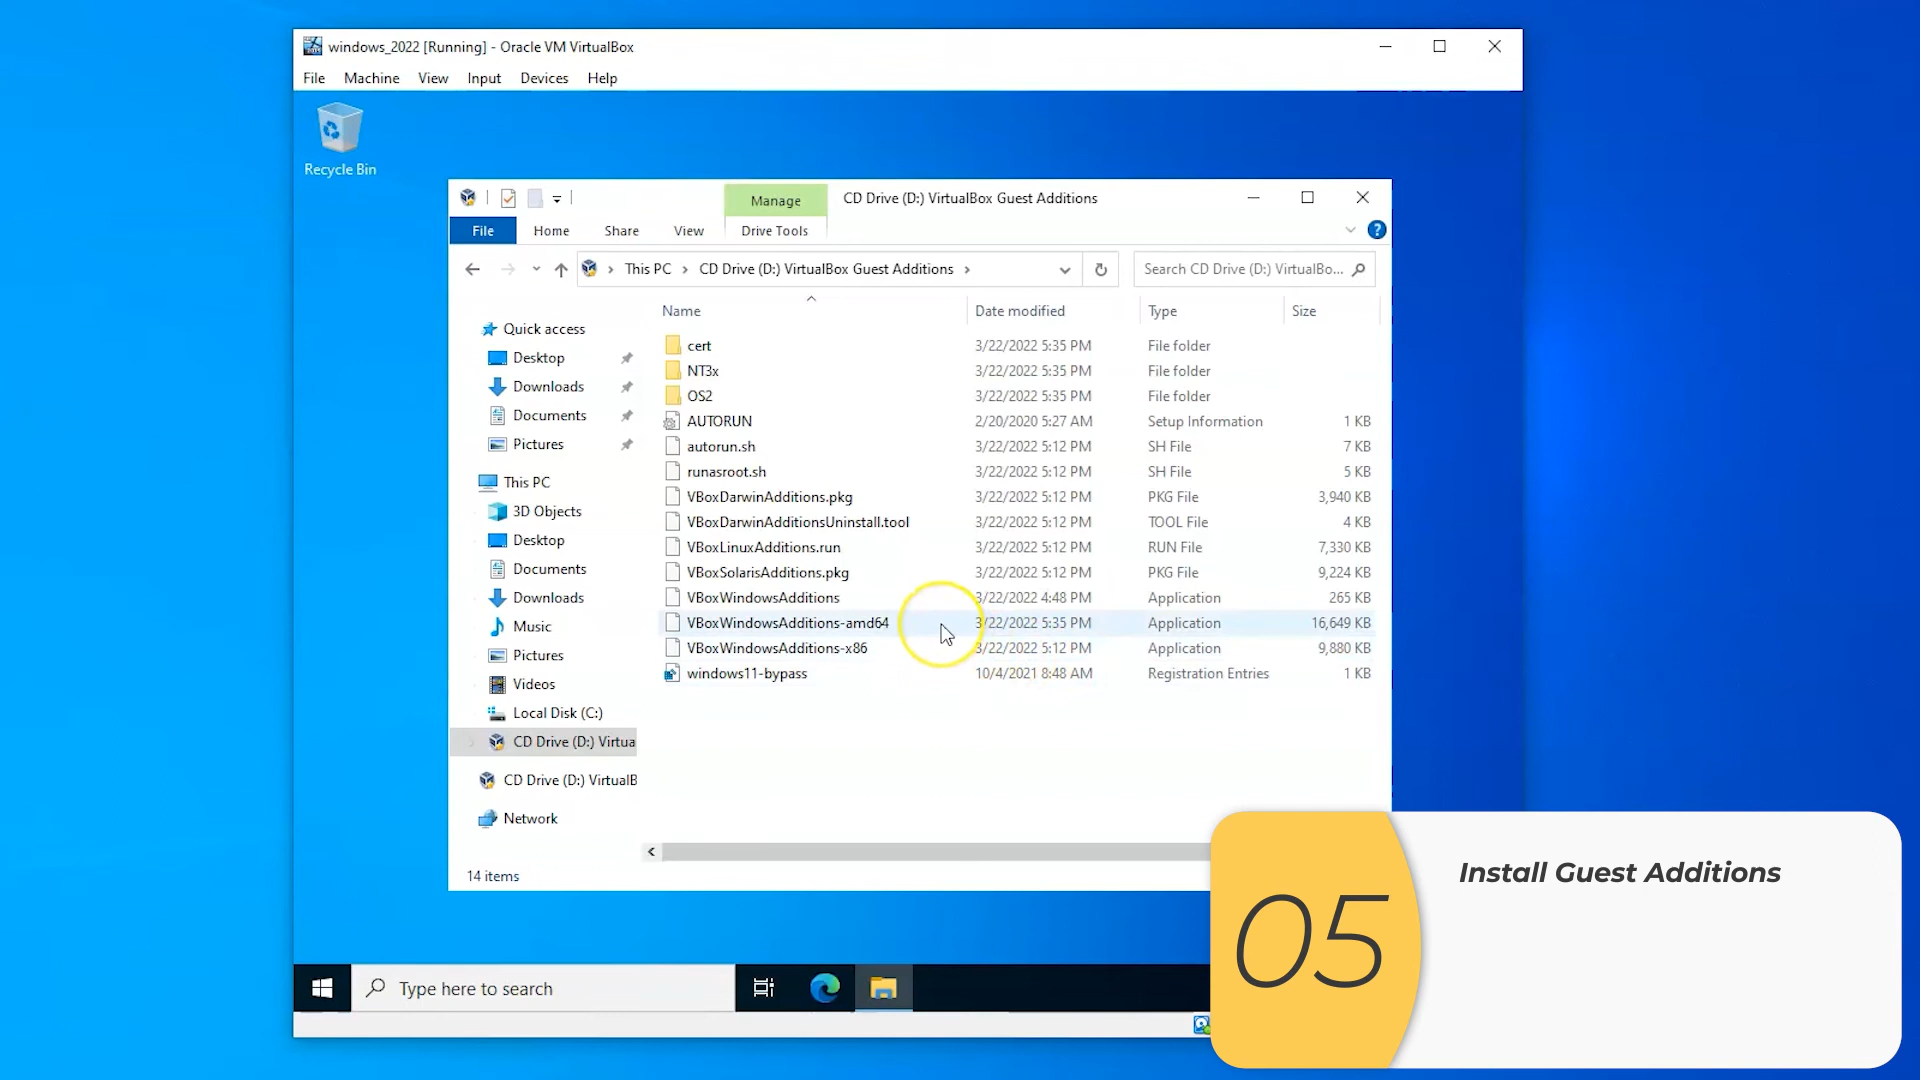 windows_2022 [Running] - Oracle VM VirtualBox
File Machine View Input Devices Help
Recycle Bin
Manage
CD Drive (D:) VirtualBox Guest Additions
File Home Share View Drive Tools
This PC CD Drive (D:) VirtualBox Guest Additions
Search CD Drive (D:) VirtualBo...
Name Date modified Type Size
Quick access
Desktop
Downloads
Documents
Pictures
This PC
3D Objects
Desktop
Documents
Downloads
Music
Pictures
Videos
Local Disk (C:)
CD Drive (D:) Virtua
CD Drive (D:) VirtualB
Network
cert 3/22/2022 5:35 PM File folder
NT3x 3/22/2022 5:35 PM File folder
OS2 3/22/2022 5:35 PM File folder
AUTORUN 2/20/2020 5:27 AM Setup Information 1 KB
autorun.sh 3/22/2022 5:12 PM SH File 7 KB
runasroot.sh 3/22/2022 5:12 PM SH File 5 KB
VBoxDarwinAdditions.pkg 3/22/2022 5:12 PM PKG File 3,940 KB
VBoxDarwinAdditionsUninstall.tool 3/22/2022 5:12 PM TOOL File 4 KB
VBoxLinuxAdditions.run 3/22/2022 5:12 PM RUN File 7,330 KB
VBoxSolarisAdditions.pkg 3/22/2022 5:12 PM PKG File 9,224 KB
VBoxWindowsAdditions 3/22/2022 4:48 PM Application 265 KB
VBoxWindowsAdditions-amd64 3/22/2022 5:35 PM Application 16,649 KB
VBoxWindowsAdditions-x86 3/22/2022 5:12 PM Application 9,880 KB
windows11-bypass 10/4/2021 8:48 AM Registration Entries 1 KB
14 items
05
Install Guest Additions
Type here to search